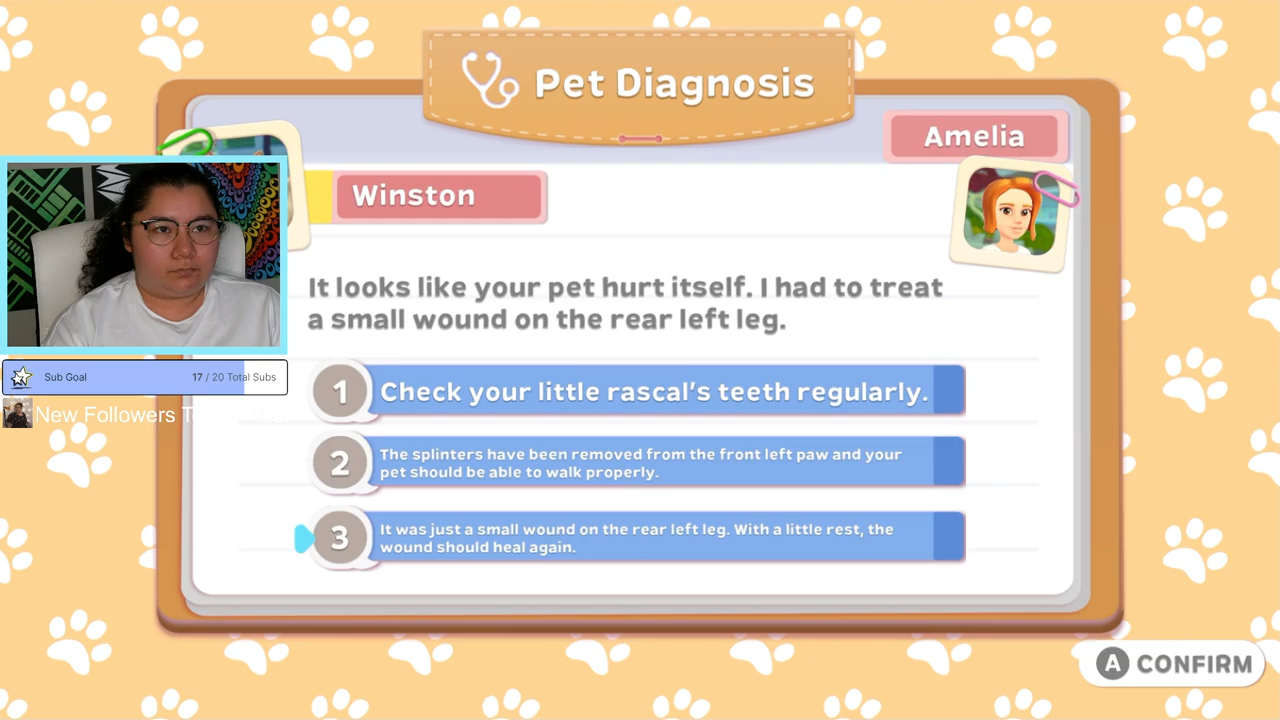 Pet Diagnosis
Amelia
Winston
It looks like your pet hurt itself. I had to treat
a small wound on the rear left leg.
1 Check your little rascal's teeth regularly.
2 The splinters have been removed from the front left paw and your
pet should be able to walk properly.
3 It was just a small wound on the rear left leg. With a little rest, the
wound should heal again.
Sub Goal 17 / 20 Total Subs
New Followers
A CONFIRM